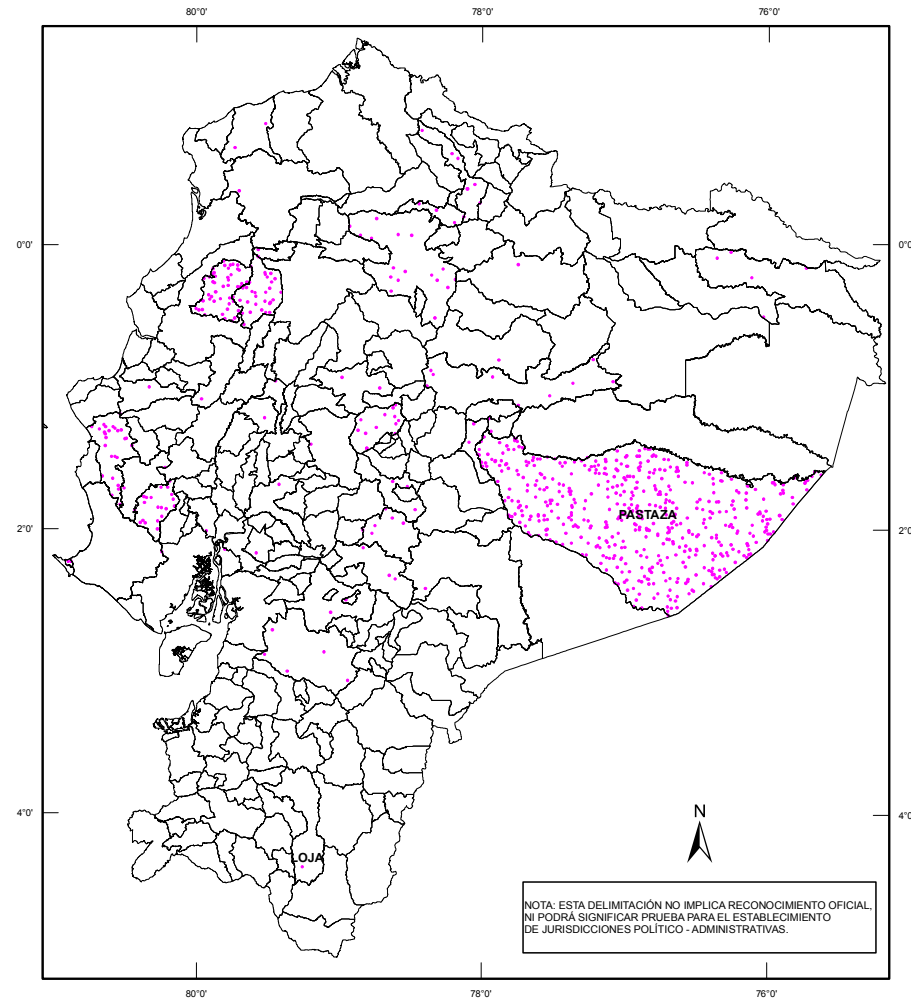 80°0'
78°0'
76°0'
0°0'
0°0'
PASTAZA
2°0'
2°0'
4°0'
4°0'
N
LOJA
NOTA: ESTA DELIMITACIÓN NO IMPLICA RECONOCIMIENTO OFICIAL,
NI PODRÁ SIGNIFICAR PRUEBA PARA EL ESTABLECIMIENTO
DE JURISDICCIONES POLÍTICO - ADMINISTRATIVAS.
80°0'
78°0'
76°0'